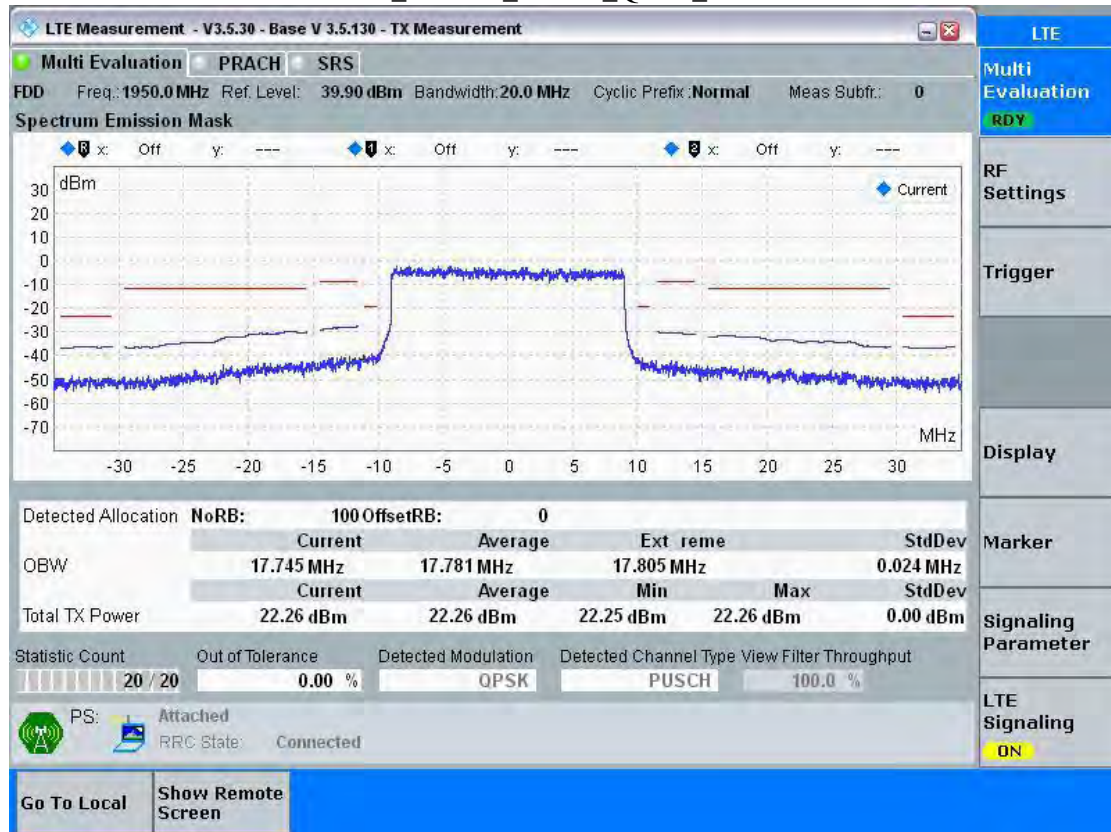 LTE Measurement - V3.5.30 - Base V 3.5.130 - TX Measurement
Multi Evaluation PRACH SRS
FDD Freq.: 1950.0 MHz Ref. Level: 39.90 dBm Bandwidth: 20.0 MHz Cyclic Prefix : Normal Meas Subfr.: 0
Spectrum Emission Mask
R x: Off y: --- 1 x: Off y: --- 2 x: Off y: ---
dBm
Current
30
20
10
0
-10
-20
-30
-40
-50
-60
-70
MHz
-30 -25 -20 -15 -10 -5 0 5 10 15 20 25 30
Detected Allocation NoRB: 100 OffsetRB: 0
Current Average Ext reme StdDev
OBW 17.745 MHz 17.781 MHz 17.805 MHz 0.024 MHz
Current Average Min Max StdDev
Total TX Power 22.26 dBm 22.26 dBm 22.25 dBm 22.26 dBm 0.00 dBm
Statistic Count Out of Tolerance Detected Modulation Detected Channel Type View Filter Throughput
20 / 20 0.00 % QPSK PUSCH 100.0 %
PS: Attached
RRC State: Connected
LTE
Multi
Evaluation
RDY
RF
Settings
Trigger
Display
Marker
Signaling
Parameter
LTE
Signaling
ON
Go To Local
Show Remote
Screen